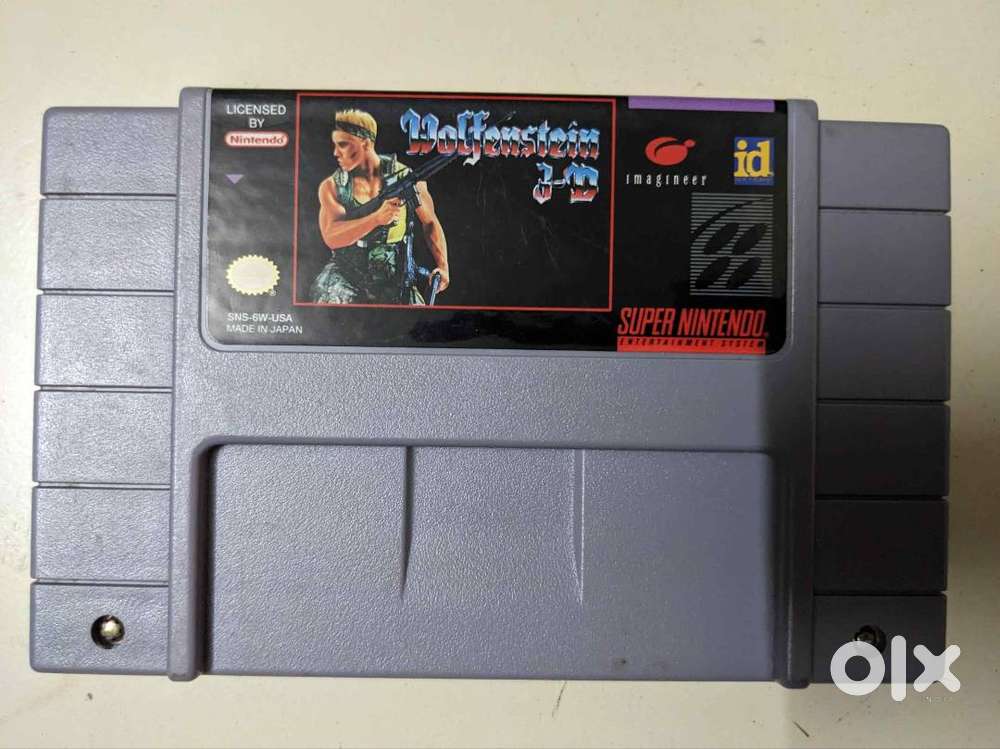 LICENSED
BY
Nintendo
SNS-6W-USA
MADE IN JAPAN
Wolfenstein
3-D
imagineer
id
SUPER NINTENDO
ENTERTAINMENT SYSTEM
olx